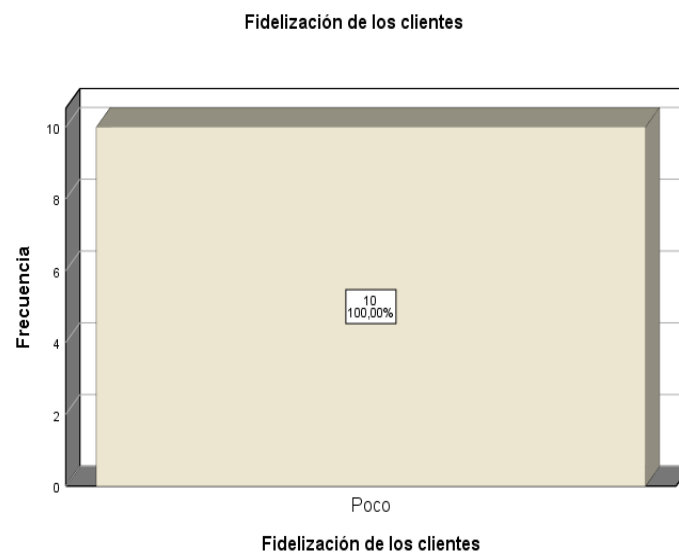 Fidelización de los clientes
10
8
6
4
2
0
Frecuencia
10
100,00%
Poco
Fidelización de los clientes